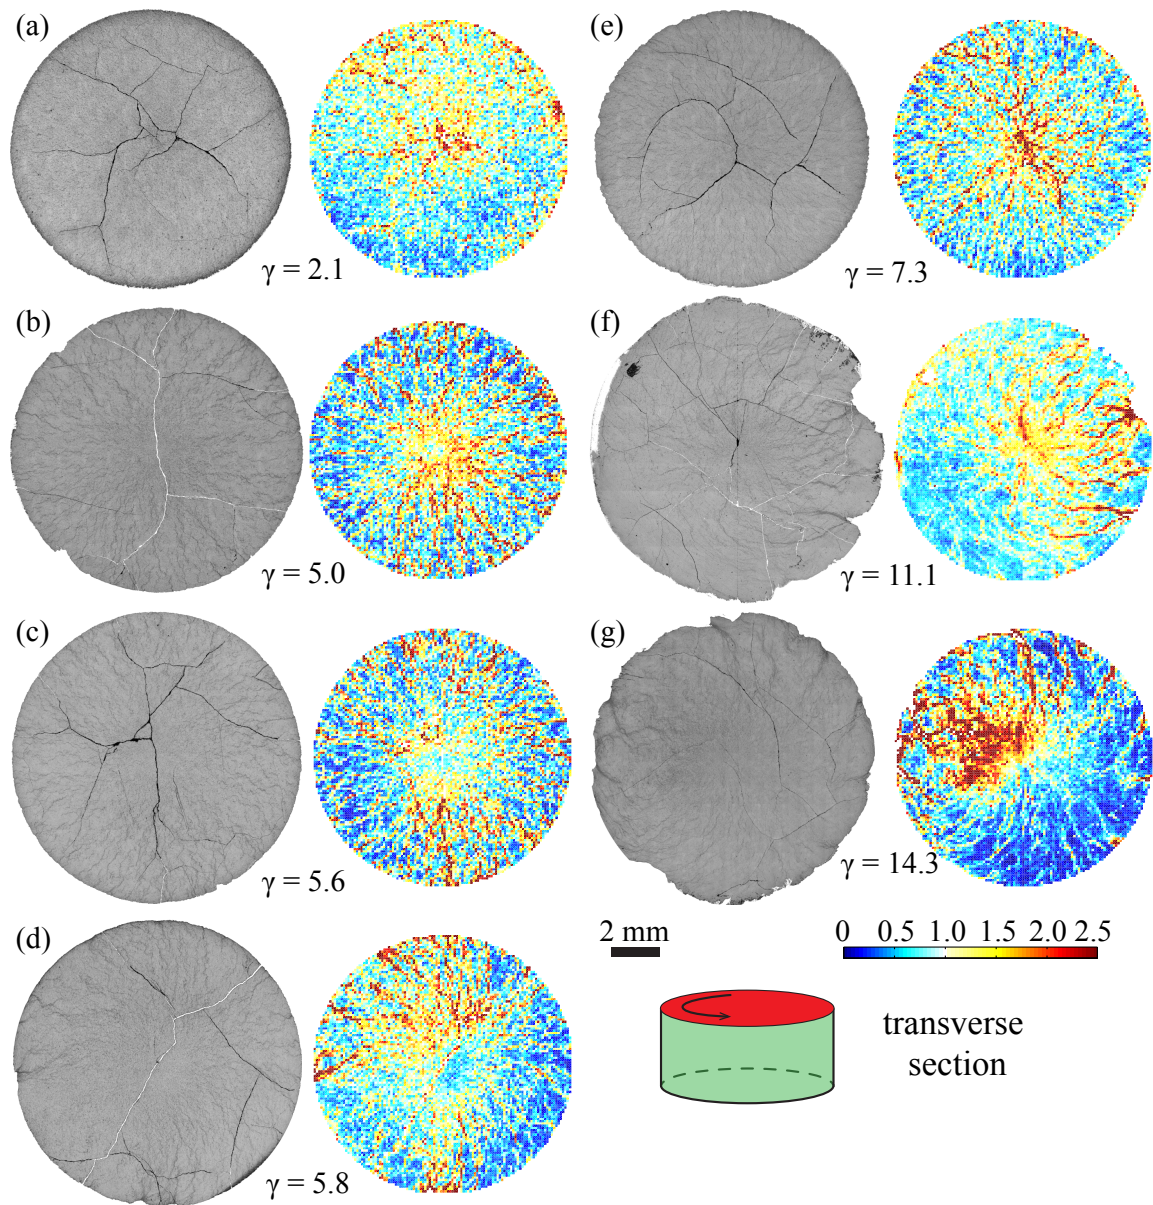 (a)
γ = 2.1
(b)
γ = 5.0
(c)
γ = 5.6
(d)
γ = 5.8
(e)
γ = 7.3
(f)
γ = 11.1
(g)
γ = 14.3
2 mm
0 0.5 1.0 1.5 2.0 2.5
transverse
section